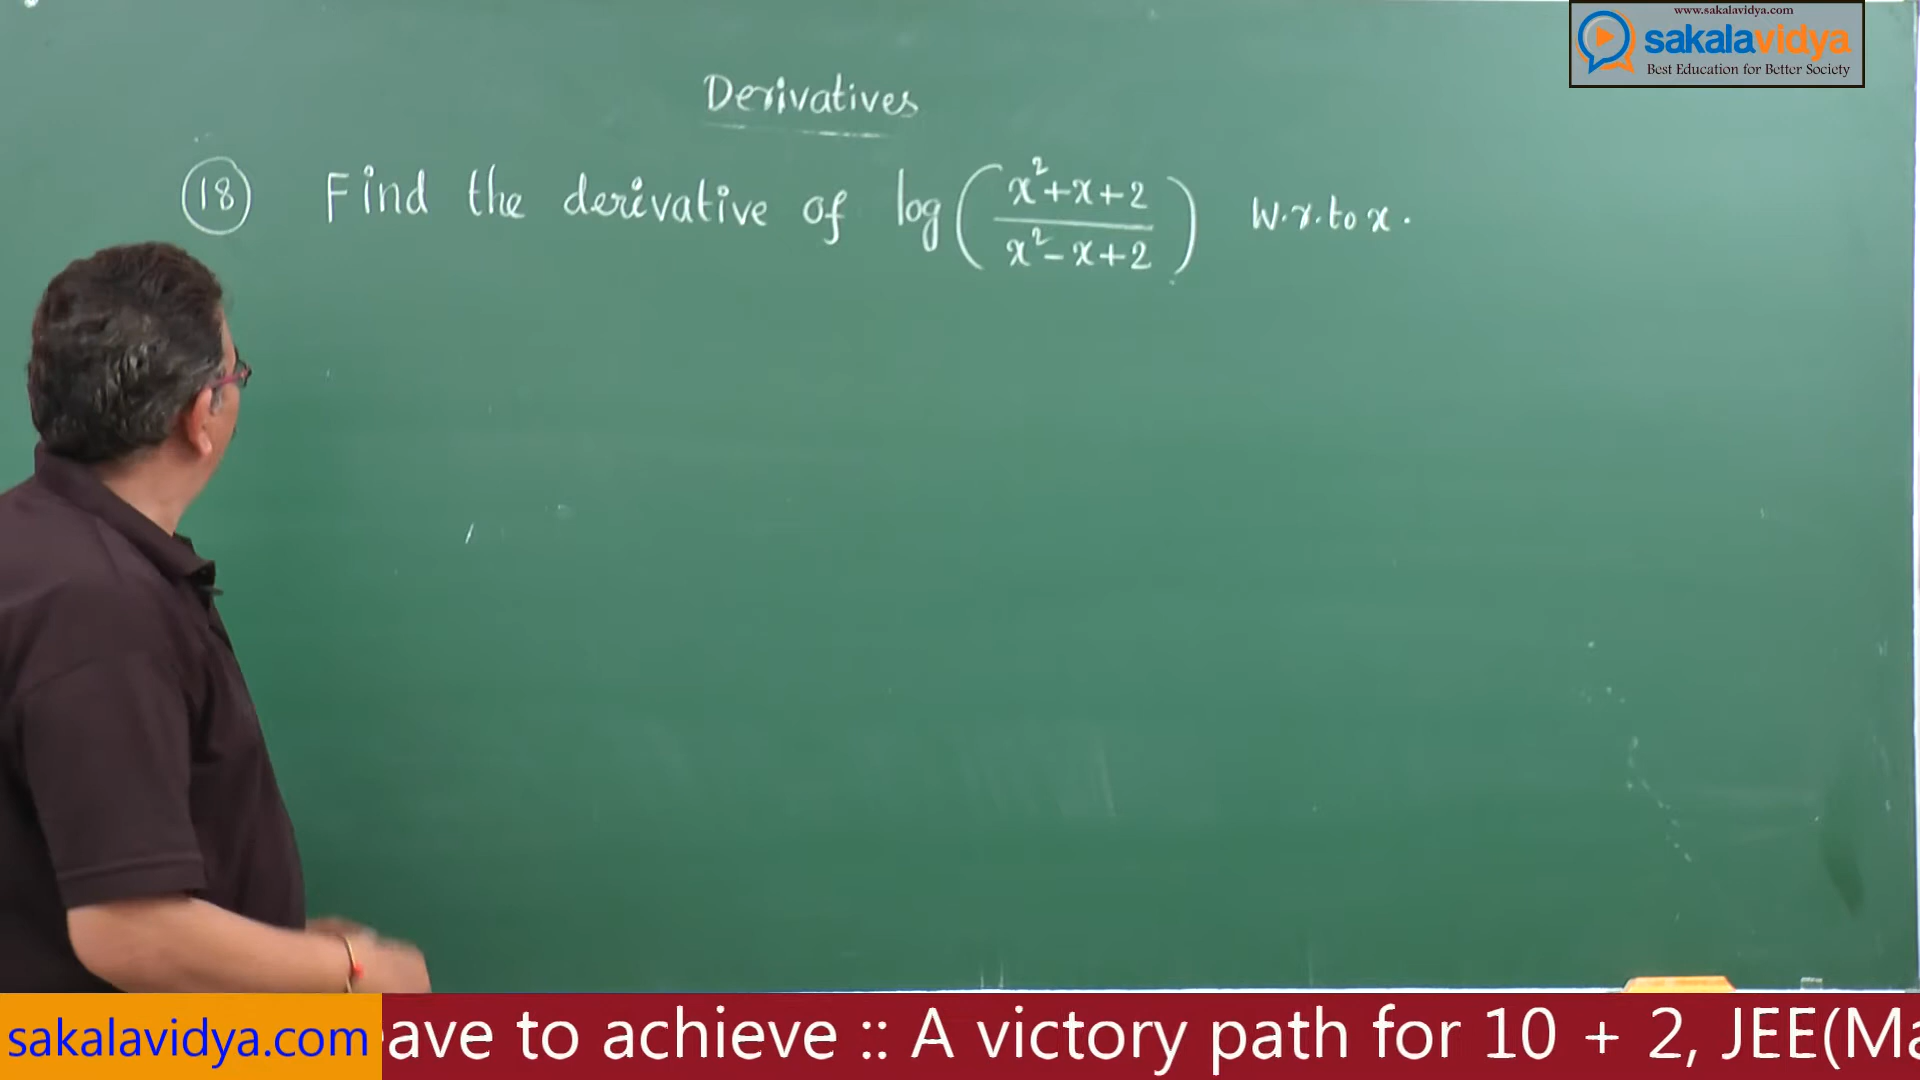 www.sakalavidya.com
sakalavidya
Best Education for Better Society
Derivatives
(18) Find the derivative of log((x²+x+2)/(x²-x+2)) w.r.to x.
sakalavidya.com
eave to achieve :: A victory path for 10 + 2, JEE(Ma